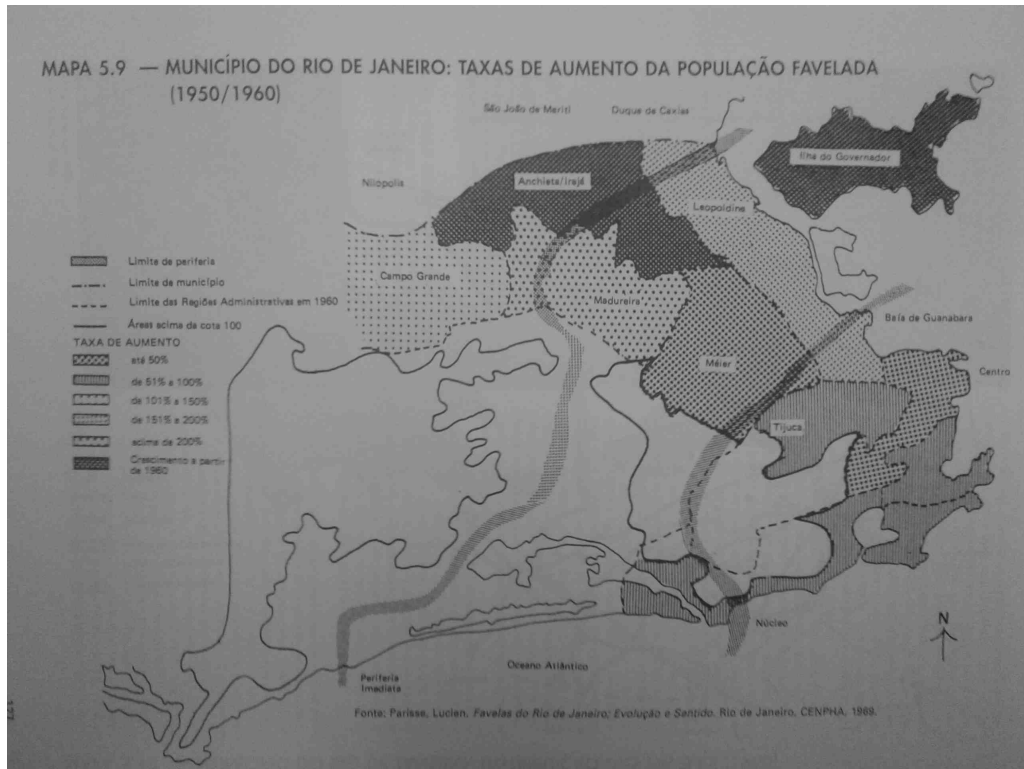 MAPA 5.9 — MUNICÍPIO DO RIO DE JANEIRO: TAXAS DE AUMENTO DA POPULAÇÃO FAVELADA
(1950/1960)
São João de Meriti
Duque de Caxias
Ilha do Governador
Nilopolis
Anchieta/Irajá
Leopoldina
Campo Grande
Madureira
Baía de Guanabara
Méier
Centro
Tijuca
Limite da periferia
Limite do município
Limite das Regiões Administrativas em 1960
Áreas acima da cota 100
TAXA DE AUMENTO
até 50%
de 51% a 100%
de 101% a 150%
de 151% a 200%
acima de 200%
Crescimento a partir
de 1960
N
Núcleo
Oceano Atlântico
Periferia
Imediata
Fonte: Parisse, Lucien. Favelas do Rio de Janeiro; Evolução e Sentido. Rio de Janeiro, CENPHA, 1969.